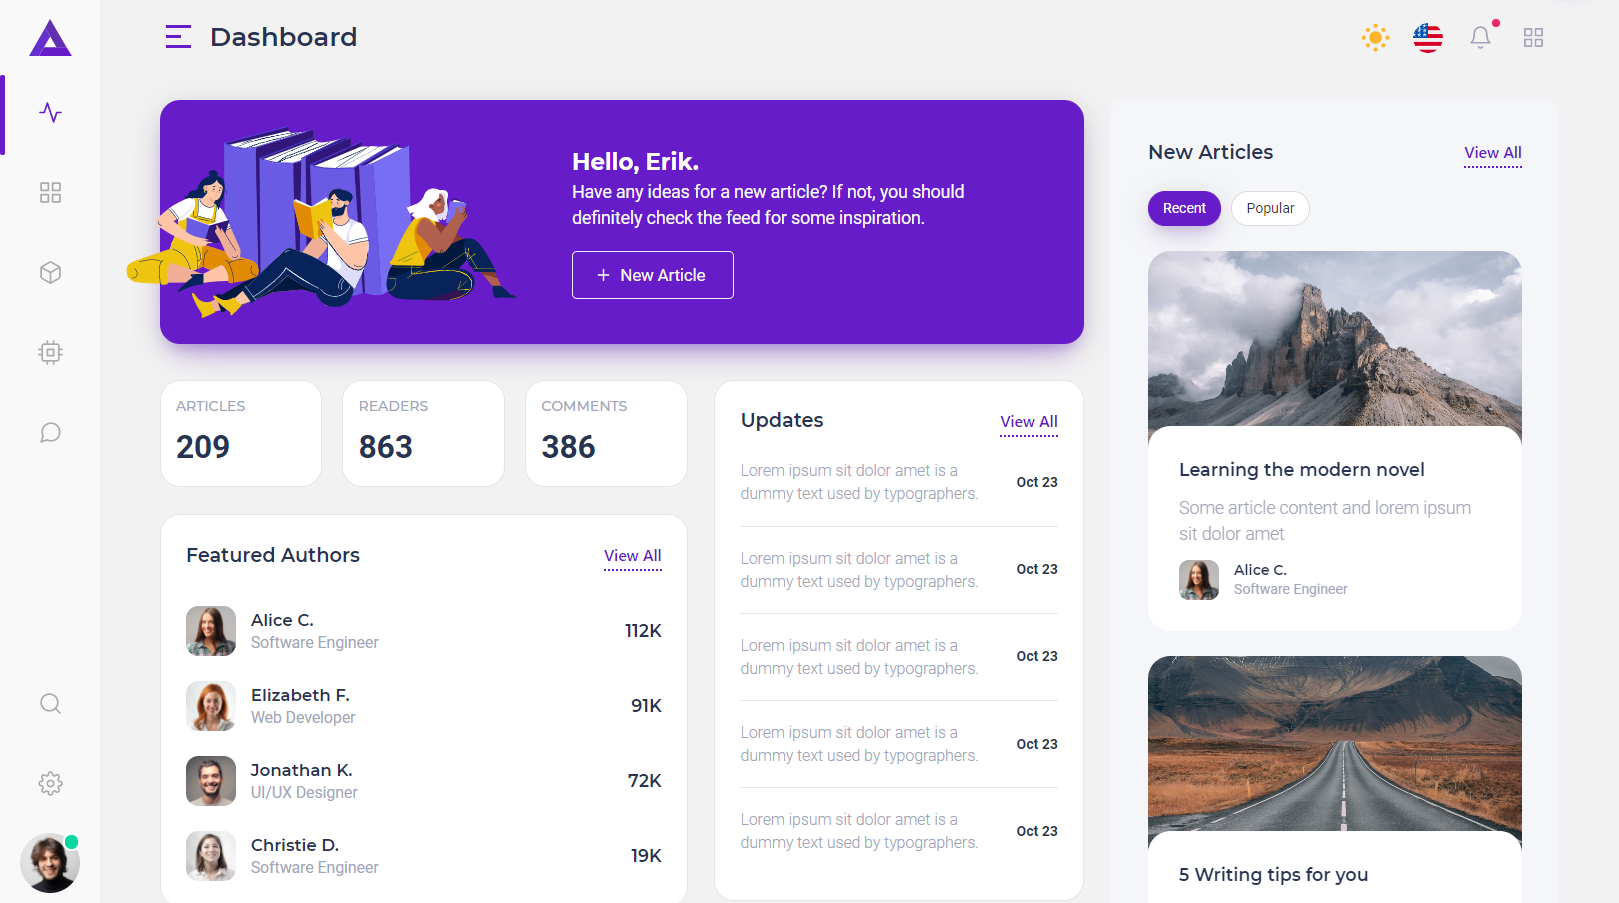 Dashboard
Hello, Erik.
Have any ideas for a new article? If not, you should
definitely check the feed for some inspiration.
+ New Article
ARTICLES
209
READERS
863
COMMENTS
386
Featured Authors
View All
Alice C.
Software Engineer
112K
Elizabeth F.
Web Developer
91K
Jonathan K.
UI/UX Designer
72K
Christie D.
Software Engineer
19K
Updates
View All
Lorem ipsum sit dolor amet is a
dummy text used by typographers.
Oct 23
Lorem ipsum sit dolor amet is a
dummy text used by typographers.
Oct 23
Lorem ipsum sit dolor amet is a
dummy text used by typographers.
Oct 23
Lorem ipsum sit dolor amet is a
dummy text used by typographers.
Oct 23
Lorem ipsum sit dolor amet is a
dummy text used by typographers.
Oct 23
New Articles
View All
Recent
Popular
Learning the modern novel
Some article content and lorem ipsum
sit dolor amet
Alice C.
Software Engineer
5 Writing tips for you